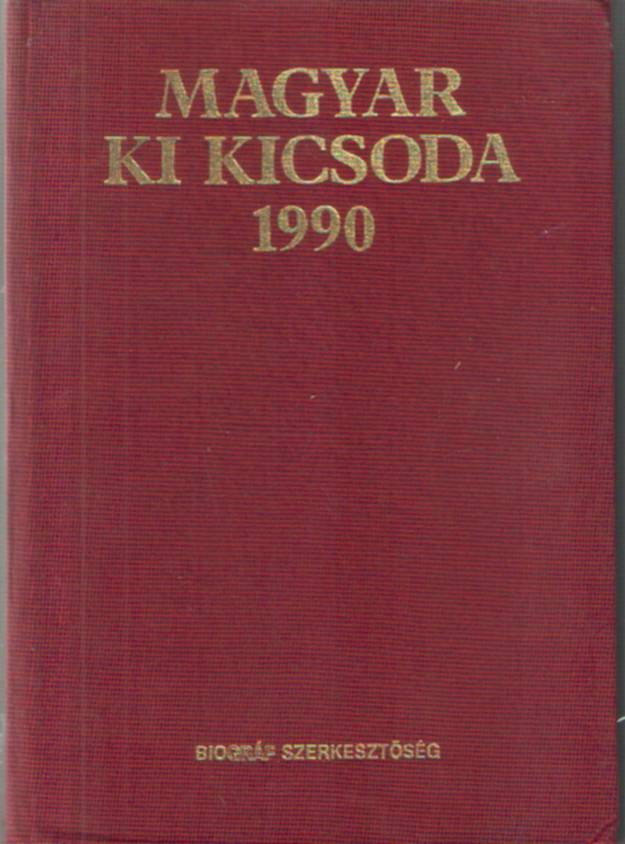 MAGYAR
KI KICSODA
1990
BIOGRÁF SZERKESZTŐSÉG